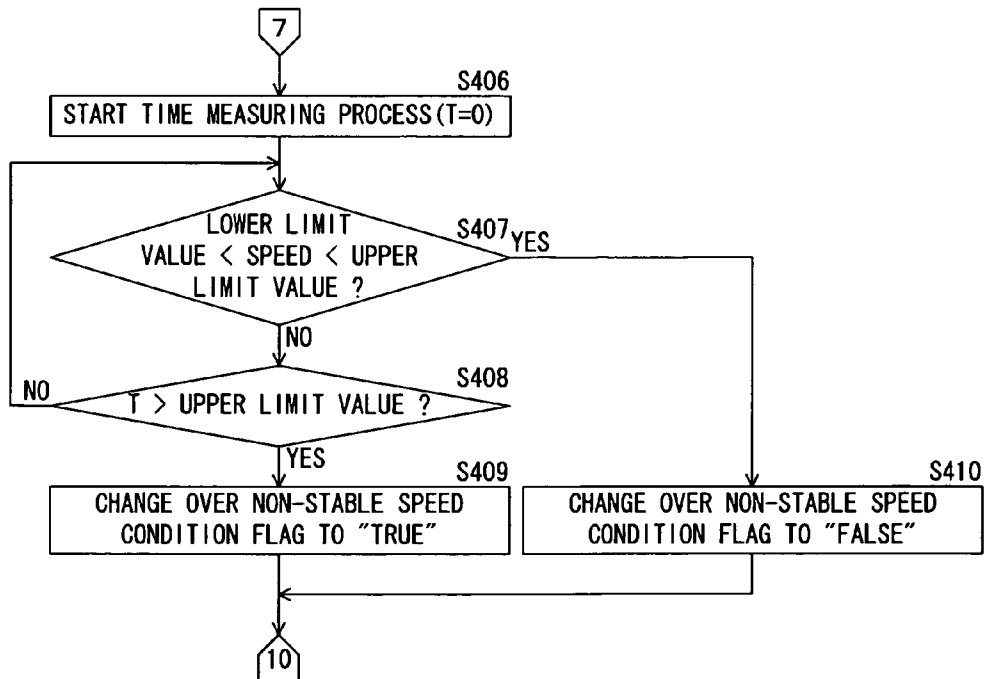 7
S406
START TIME MEASURING PROCESS(T=0)
LOWER LIMIT
VALUE < SPEED < UPPER
LIMIT VALUE ?
S407
YES
NO
S408
T > UPPER LIMIT VALUE ?
NO
YES
S409
CHANGE OVER NON-STABLE SPEED
CONDITION FLAG TO "TRUE"
S410
CHANGE OVER NON-STABLE SPEED
CONDITION FLAG TO "FALSE"
10